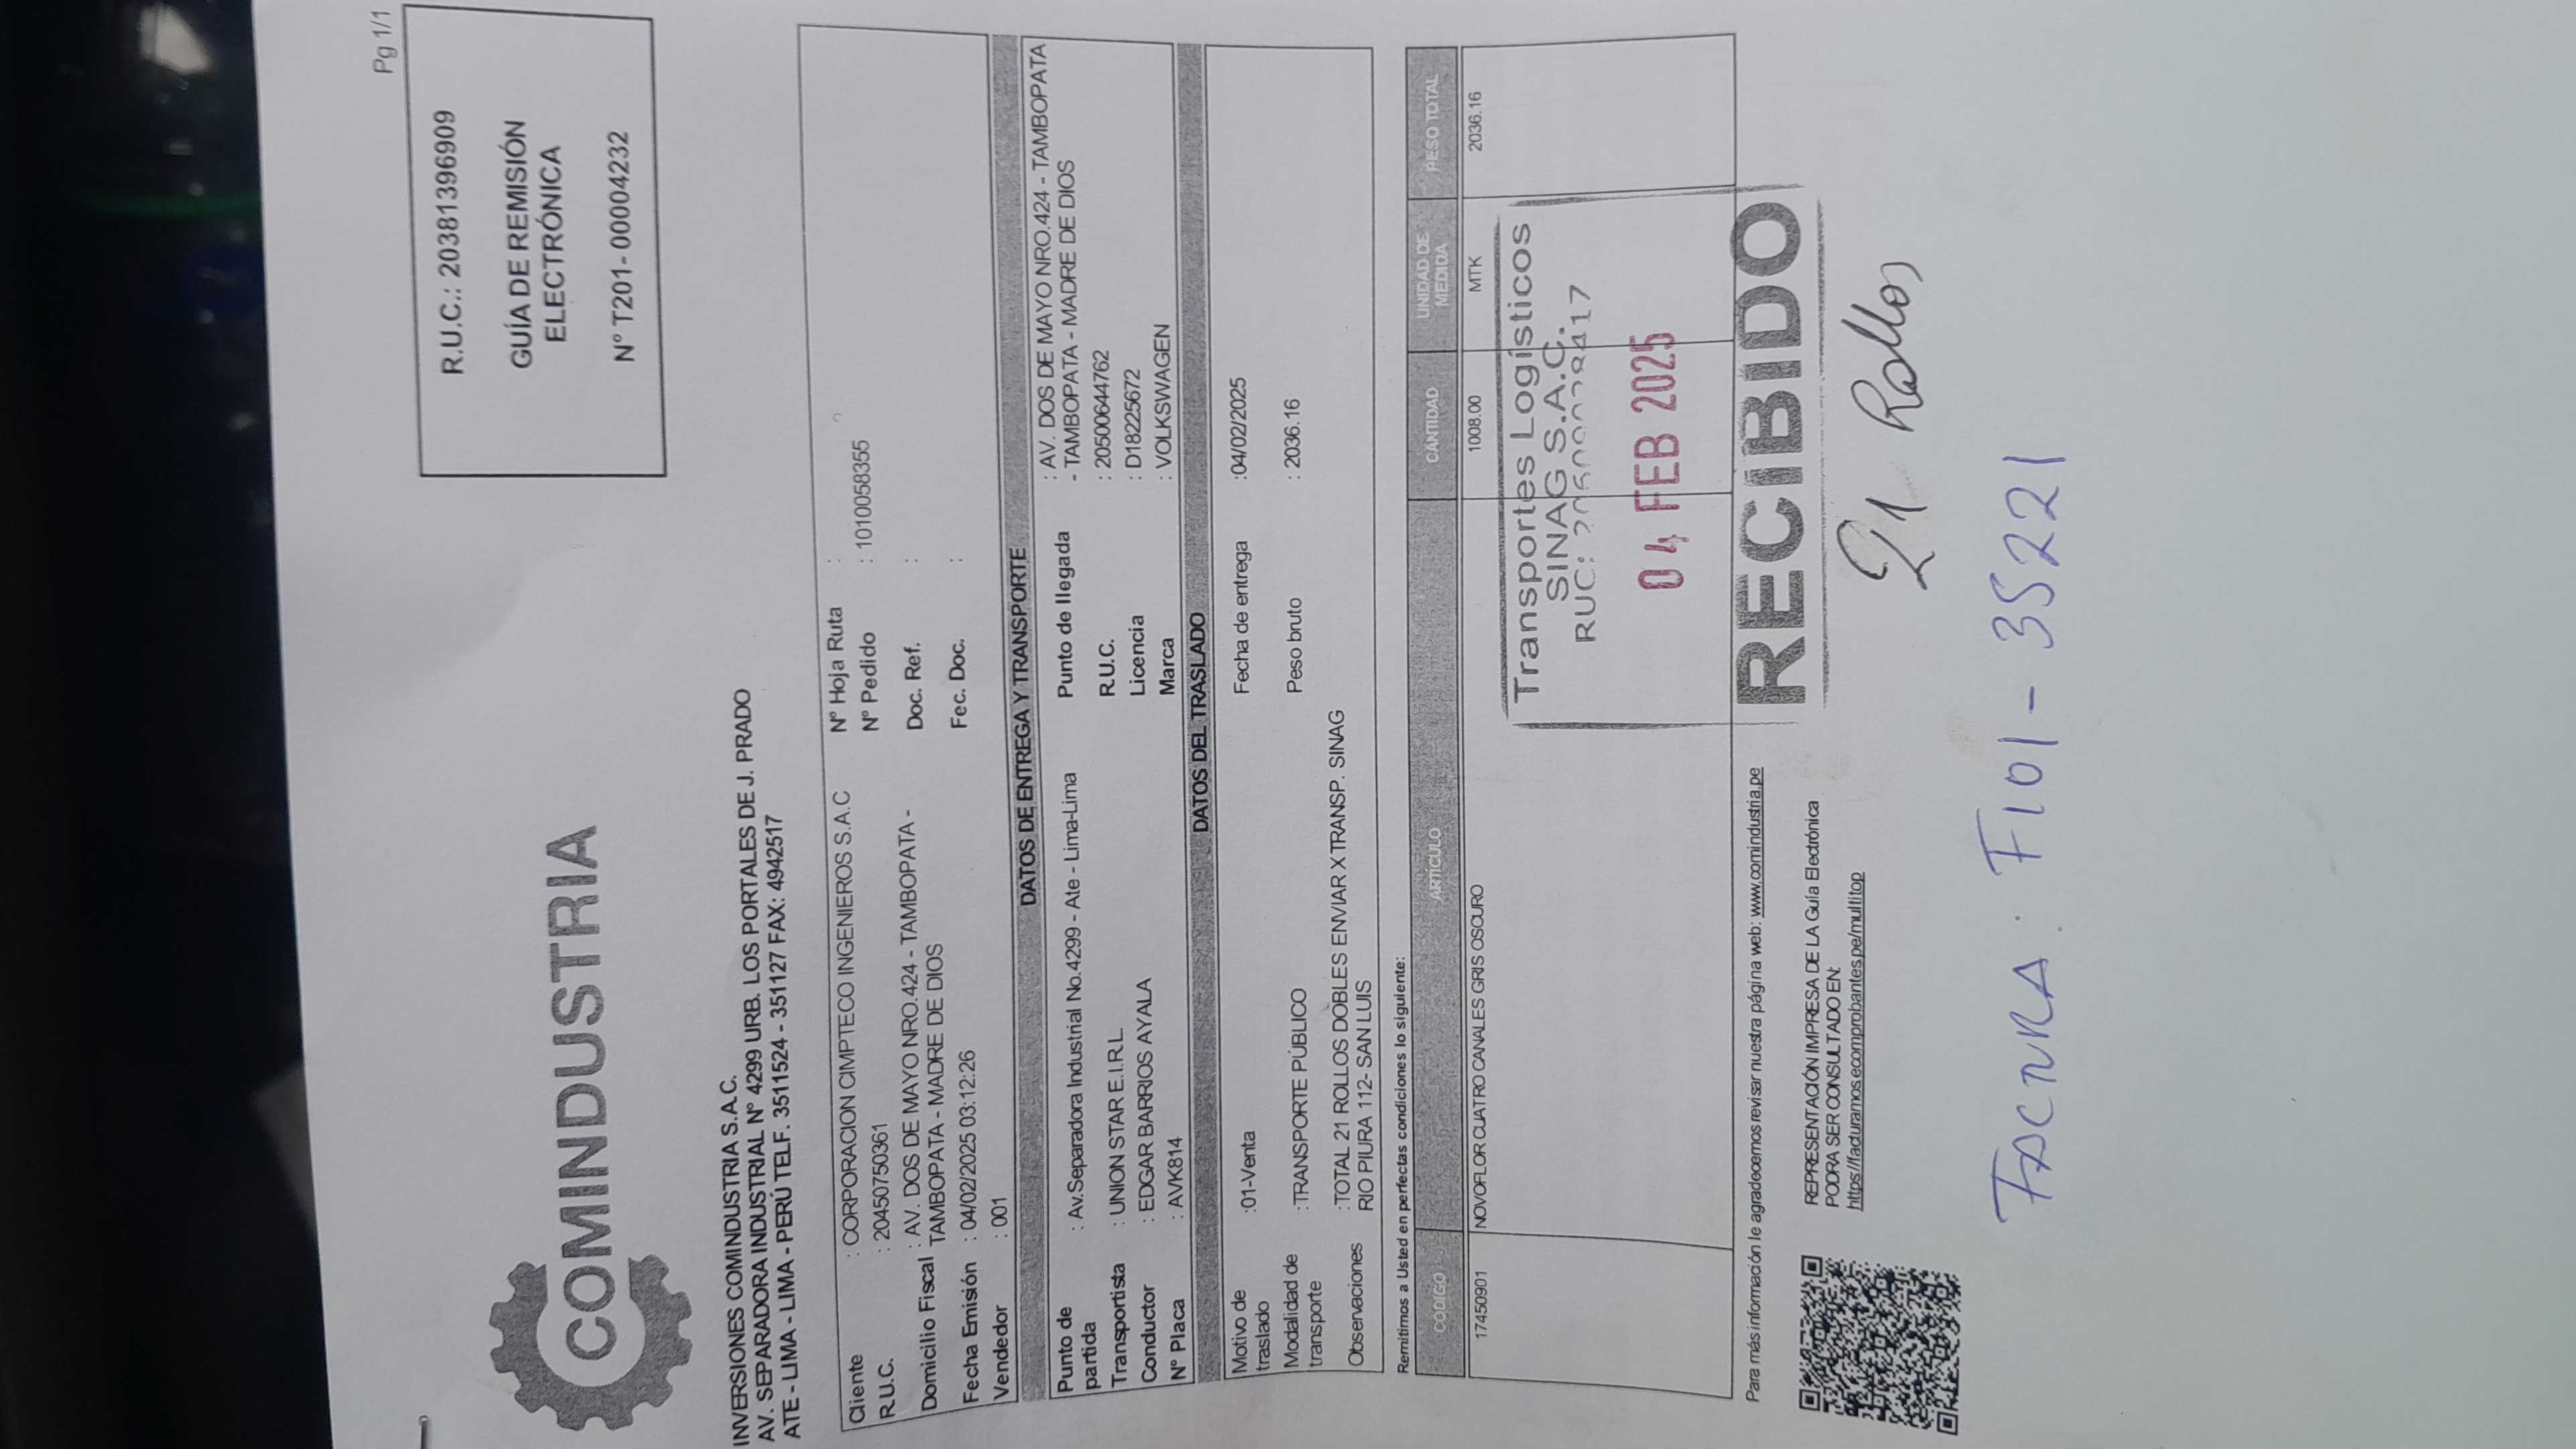 Pg 1/1
R.U.C.: 20381396909
GUÍA DE REMISIÓN
ELECTRÓNICA
N° T201- 00004232
COMINDUSTRIA
INVERSIONES COMINDUSTRIA S.A.C.
AV. SEPARADORA INDUSTRIAL N° 4299 URB. LOS PORTALES DE J. PRADO
ATE - LIMA - LIMA - PERÚ TELF. 3511524 - 351127 FAX: 4942517
Cliente : CORPORACION CIMPTECO INGENIEROS S.A.C N° Hoja Ruta :
R.U.C. : 20450750361 N° Pedido : 1010058355
Domicilio Fiscal : AV. DOS DE MAYO NRO.424 - TAMBOPATA - Doc. Ref. :
TAMBOPATA - MADRE DE DIOS
Fecha Emisión : 04/02/2025 03:12:26 Fec. Doc. :
Vendedor : 001
DATOS DE ENTREGA Y TRANSPORTE
Punto de partida : Av.Separadora Industrial No.4299 - Ate - Lima-Lima Punto de llegada : AV. DOS DE MAYO NRO.424 - TAMBOPATA
- TAMBOPATA - MADRE DE DIOS
Transportista : UNION STAR E.I.R.L R.U.C. : 20500644762
Conductor : EDGAR BARRIOS AYALA Licencia : D18225672
N° Placa : AVK814 Marca : VOLKSWAGEN
DATOS DEL TRASLADO
Motivo de traslado :01-Venta Fecha de entrega :04/02/2025
Modalidad de transporte :TRANSPORTE PÚBLICO Peso bruto : 2036.16
Observaciones :TOTAL 21 ROLLOS DOBLES ENVIAR X TRANSP. SINAG
RIO PIURA 112- SAN LUIS
Remitimos a Usted en perfectas condiciones lo siguiente:
CODIGO ARTICULO CANTIDAD UNIDAD DE MEDIDA PESO TOTAL
17450901 NOVOFLOR CUATRO CANALES GRIS OSCURO 1008.00 MTK 2036.16
Transportes Logísticos
SINAG S.A.C.
RUC:
04 FEB 2025
RECIBIDO
21 Rollos
Para más información le agradecemos revisar nuestra página web: www.comindustria.pe
REPRESENTACIÓN IMPRESA DE LA Guía Electrónica
PODRA SER CONSULTADO EN:
https://facturamosecomprobantes.pe/multitop
FACTURA: F101-35221